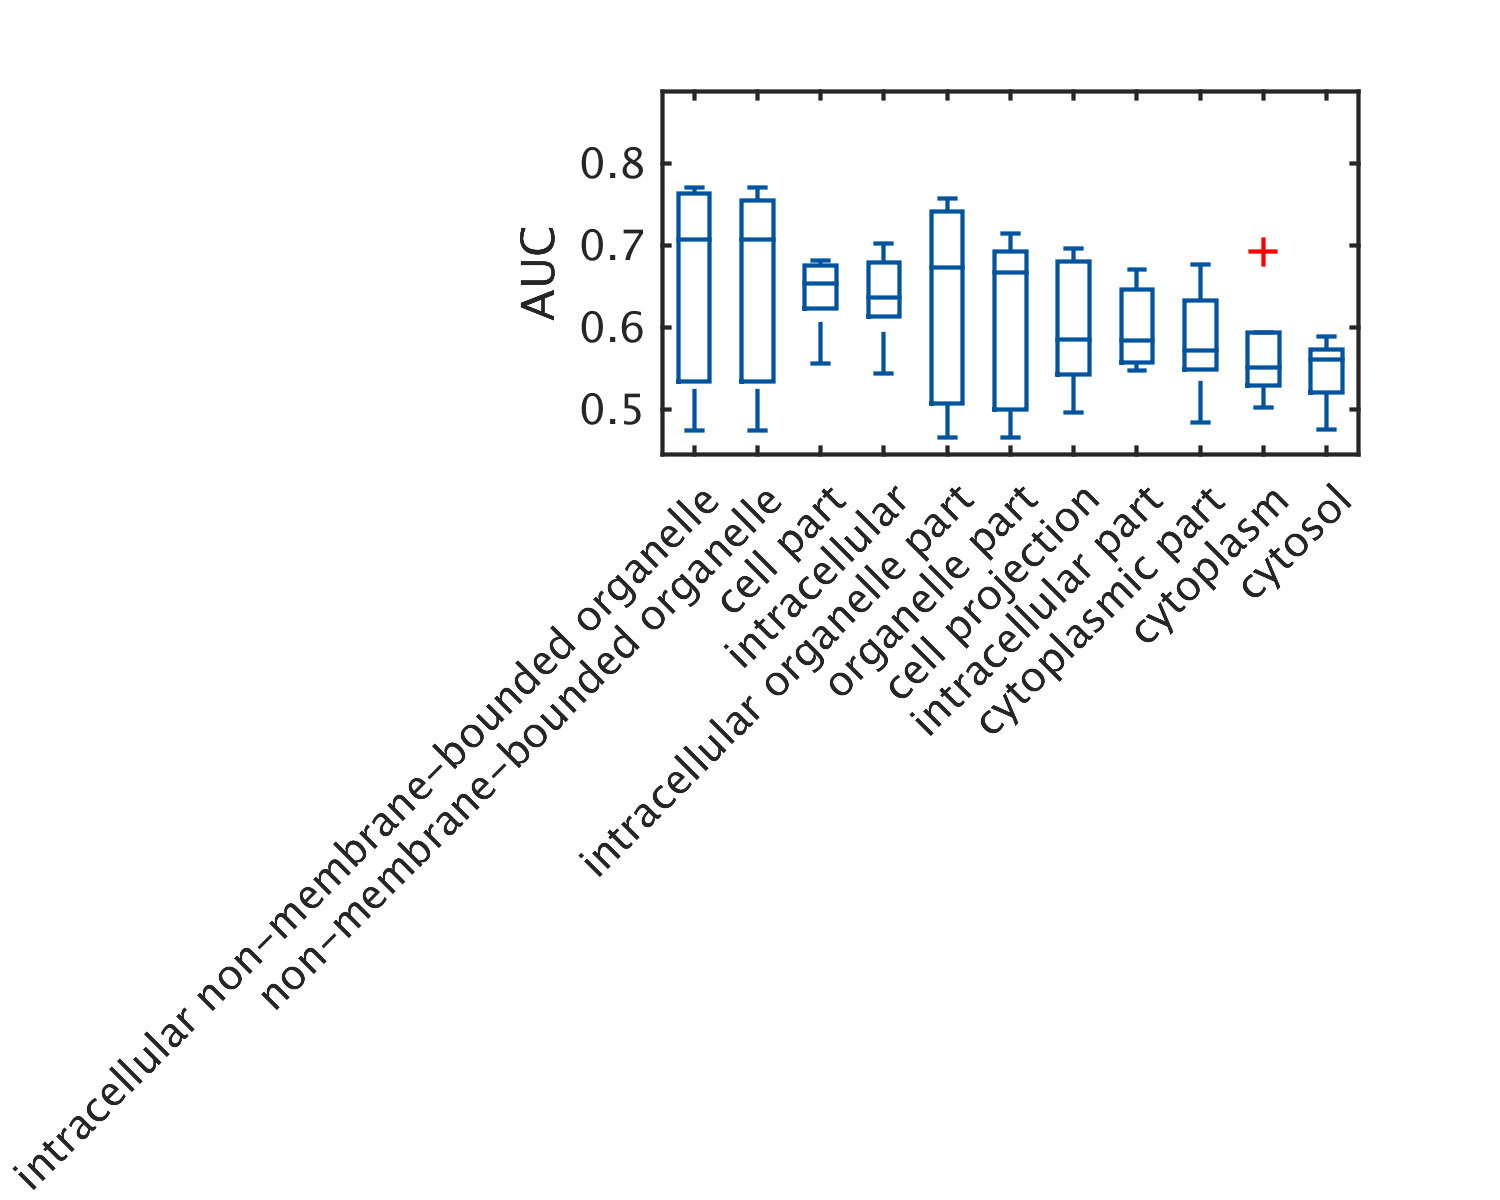 AUC
0.8
0.7
0.6
0.5
intracellular non-membrane-bounded organelle
non-membrane-bounded organelle
cell part
intracellular
intracellular organelle part
organelle part
cell projection
intracellular part
cytoplasmic part
cytoplasm
cytosol